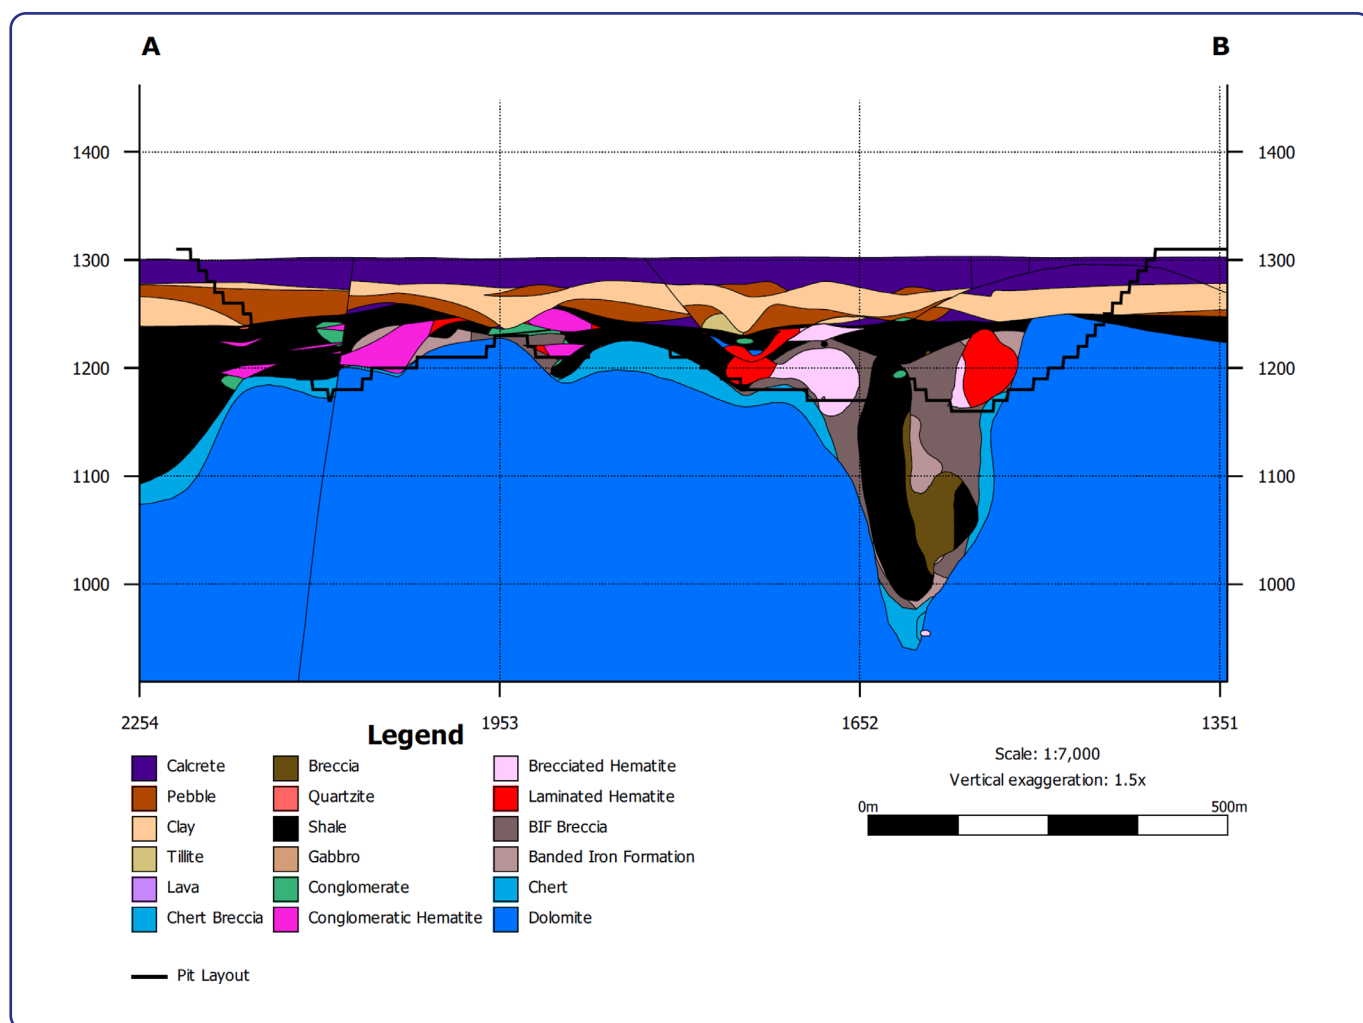 A B
1400 1400
1300 1300
1200 1200
1100 1100
1000 1000
2254 1953 1652 1351
Legend
Calcrete Breccia Brecciated Hematite
Pebble Quartzite Laminated Hematite
Clay Shale BIF Breccia
Tillite Gabbro Banded Iron Formation
Lava Conglomerate Chert
Chert Breccia Conglomeratic Hematite Dolomite
Pit Layout
Scale: 1:7,000
Vertical exaggeration: 1.5x
0m 500m